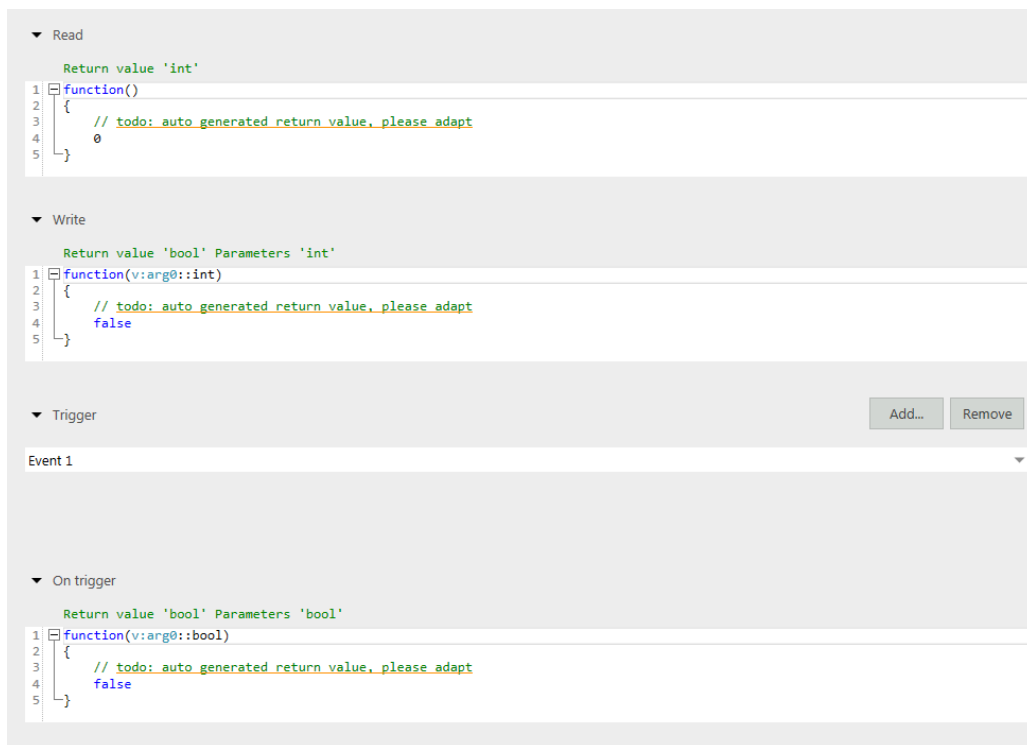 Read
Return value 'int'
1 function()
2 {
3 // todo: auto generated return value, please adapt
4 0
5 }
Write
Return value 'bool' Parameters 'int'
1 function(v:arg0::int)
2 {
3 // todo: auto generated return value, please adapt
4 false
5 }
Trigger Add... Remove
Event 1
On trigger
Return value 'bool' Parameters 'bool'
1 function(v:arg0::bool)
2 {
3 // todo: auto generated return value, please adapt
4 false
5 }